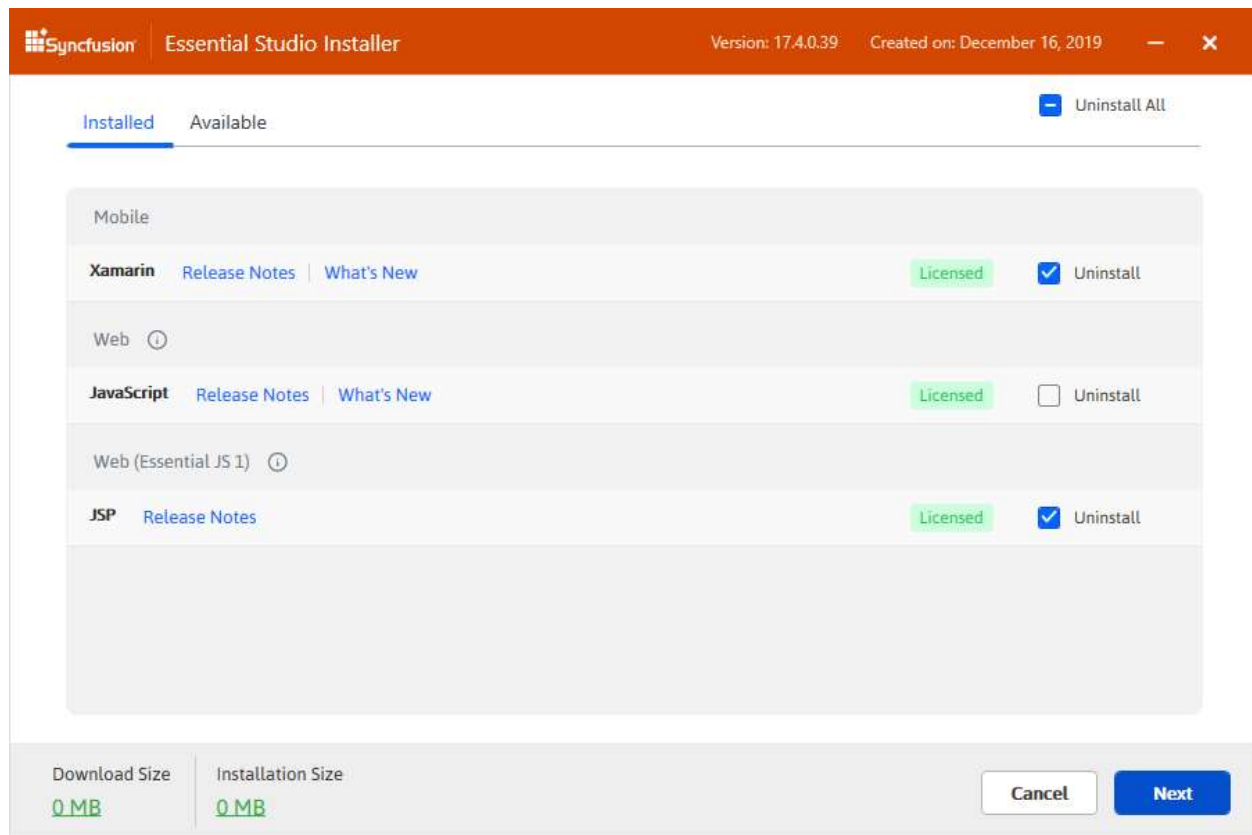 Syncfusion Essential Studio Installer Version: 17.4.0.39 Created on: December 16, 2019
Installed Available Uninstall All
Mobile
Xamarin Release Notes What's New Licensed Uninstall
Web
JavaScript Release Notes What's New Licensed Uninstall
Web (Essential JS 1)
JSP Release Notes Licensed Uninstall
Download Size Installation Size
0 MB 0 MB
Cancel Next